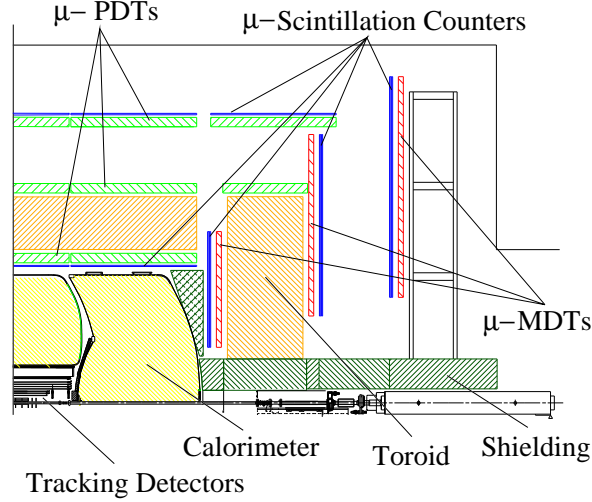 μ− PDTs
μ−Scintillation Counters
μ−MDTs
Calorimeter
Toroid
Shielding
Tracking Detectors